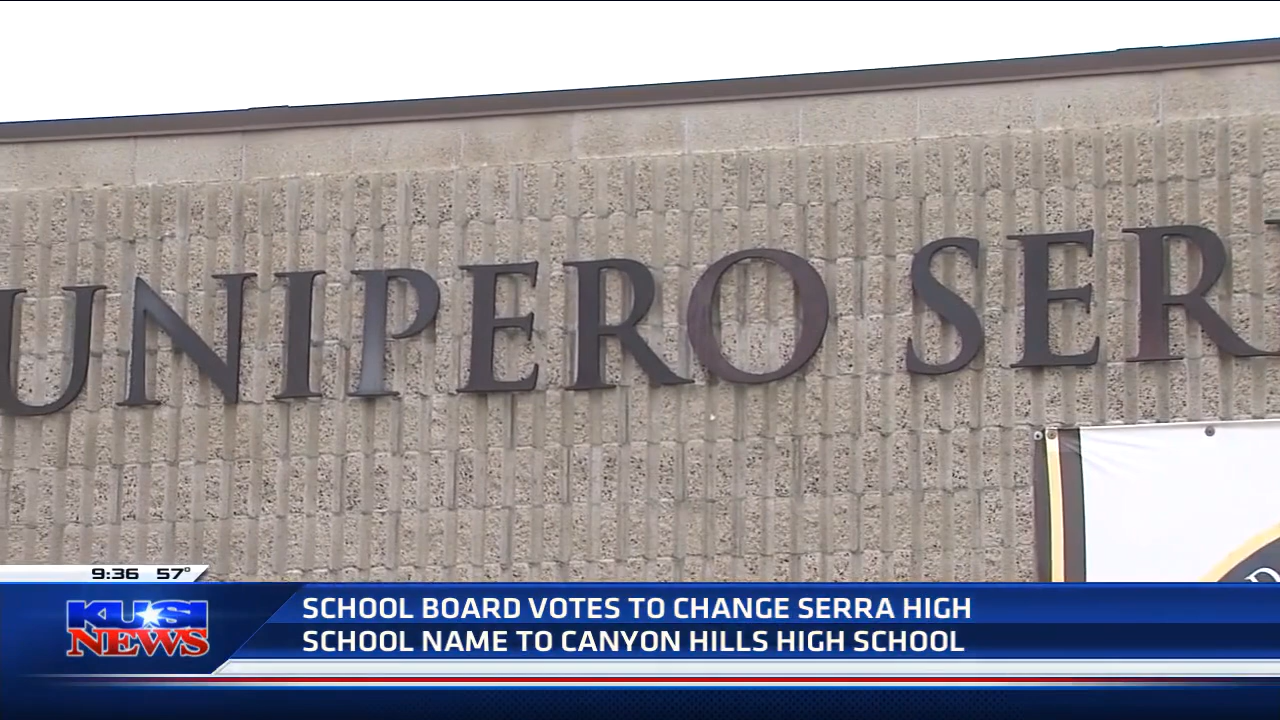 UNIPERO SER
9:36 57°
KUSI
NEWS
SCHOOL BOARD VOTES TO CHANGE SERRA HIGH
SCHOOL NAME TO CANYON HILLS HIGH SCHOOL